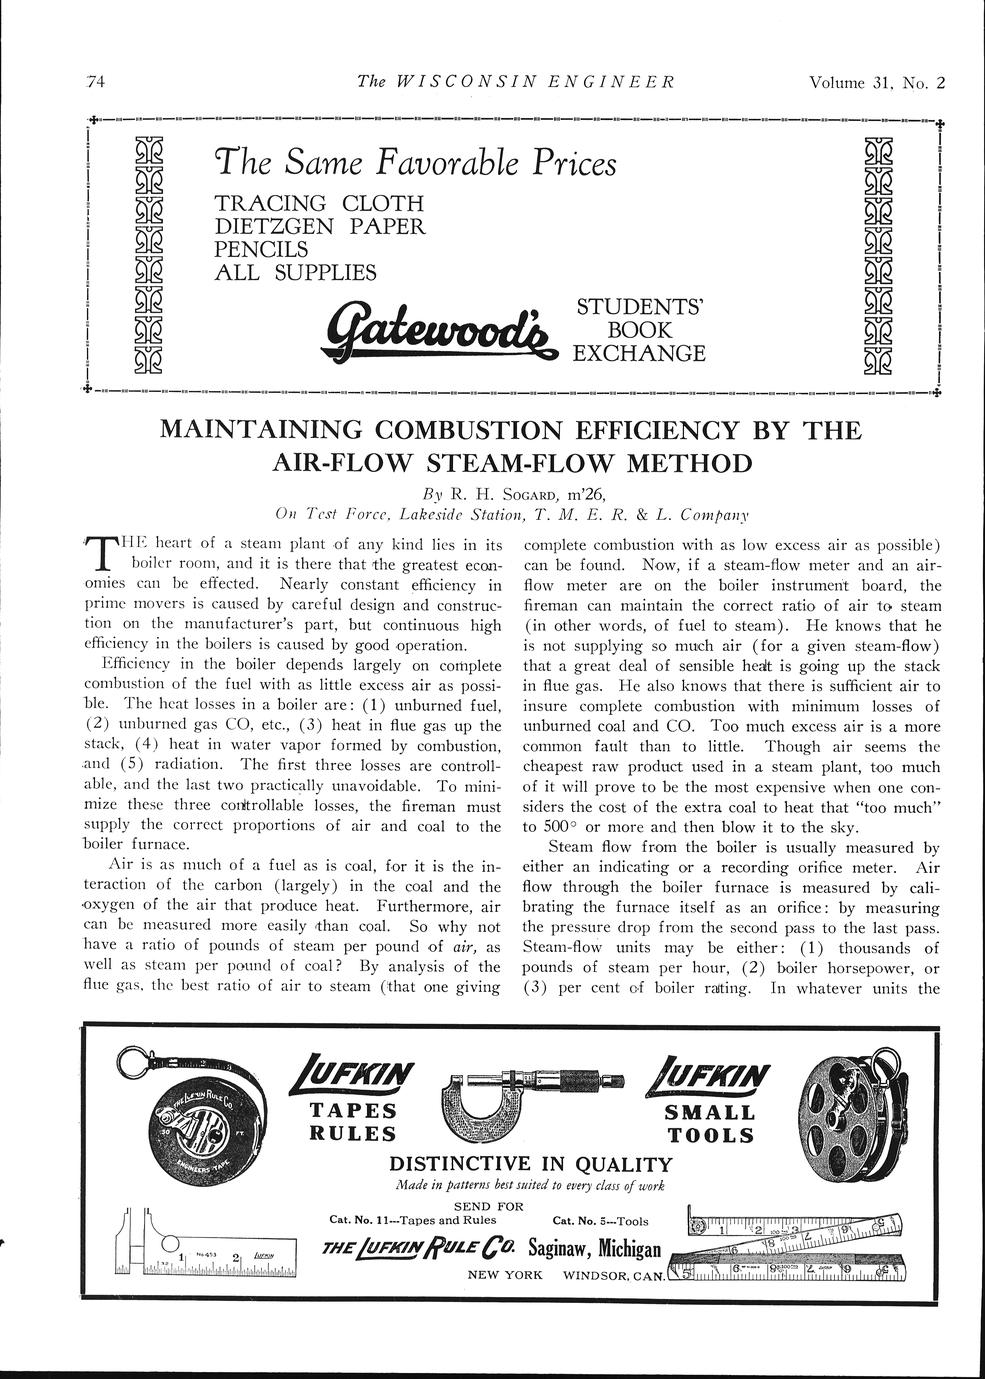 74
The WISCONSIN ENGINEER
Volume 31, No. 2
The Same Favorable Prices
TRACING CLOTH
DIETZGEN PAPER
PENCILS
ALL SUPPLIES
Gatewood's
STUDENTS'
BOOK
EXCHANGE
MAINTAINING COMBUSTION EFFICIENCY BY THE
AIR-FLOW STEAM-FLOW METHOD
By R. H. SOGARD, m'26,
On Test Force, Lakeside Station, T. M. E. R. & L. Company
THE heart of a steam plant of any kind lies in its
boiler room, and it is there that the greatest econ-
omies can be effected. Nearly constant efficiency in
prime movers is caused by careful design and construc-
tion on the manufacturer's part, but continuous high
efficiency in the boilers is caused by good operation.
Efficiency in the boiler depends largely on complete
combustion of the fuel with as little excess air as possi-
ble. The heat losses in a boiler are: (1) unburned fuel,
(2) unburned gas CO, etc., (3) heat in flue gas up the
stack, (4) heat in water vapor formed by combustion,
and (5) radiation. The first three losses are controll-
able, and the last two practically unavoidable. To mini-
mize these three controllable losses, the fireman must
supply the correct proportions of air and coal to the
boiler furnace.
Air is as much of a fuel as is coal, for it is the in-
teraction of the carbon (largely) in the coal and the
oxygen of the air that produce heat. Furthermore, air
can be measured more easily than coal. So why not
have a ratio of pounds of steam per pound of air, as
well as steam per pound of coal? By analysis of the
flue gas, the best ratio of air to steam (that one giving
complete combustion with as low excess air as possible)
can be found. Now, if a steam-flow meter and an air-
flow meter are on the boiler instrument board, the
fireman can maintain the correct ratio of air to steam
(in other words, of fuel to steam). He knows that he
is not supplying so much air (for a given steam-flow)
that a great deal of sensible heat is going up the stack
in flue gas. He also knows that there is sufficient air to
insure complete combustion with minimum losses of
unburned coal and CO. Too much excess air is a more
common fault than to little. Though air seems the
cheapest raw product used in a steam plant, too much
of it will prove to be the most expensive when one con-
siders the cost of the extra coal to heat that "too much"
to 500° or more and then blow it to the sky.
Steam flow from the boiler is usually measured by
either an indicating or a recording orifice meter. Air
flow through the boiler furnace is measured by cali-
brating the furnace itself as an orifice: by measuring
the pressure drop from the second pass to the last pass.
Steam-flow units may be either: (1) thousands of
pounds of steam per hour, (2) boiler horsepower, or
(3) per cent of boiler rating. In whatever units the
LUFKIN
TAPES
RULES
LUFKIN
SMALL
TOOLS
THE LUFKIN RULE CO.
50 FT.
ENGINEERS TAPE
DISTINCTIVE IN QUALITY
Made in patterns best suited to every class of work
SEND FOR
Cat. No. 11---Tapes and Rules
Cat. No. 5---Tools
THE LUFKIN RULE CO. Saginaw, Michigan
NEW YORK WINDSOR, CAN.
1 No 453 2 LUFKIN